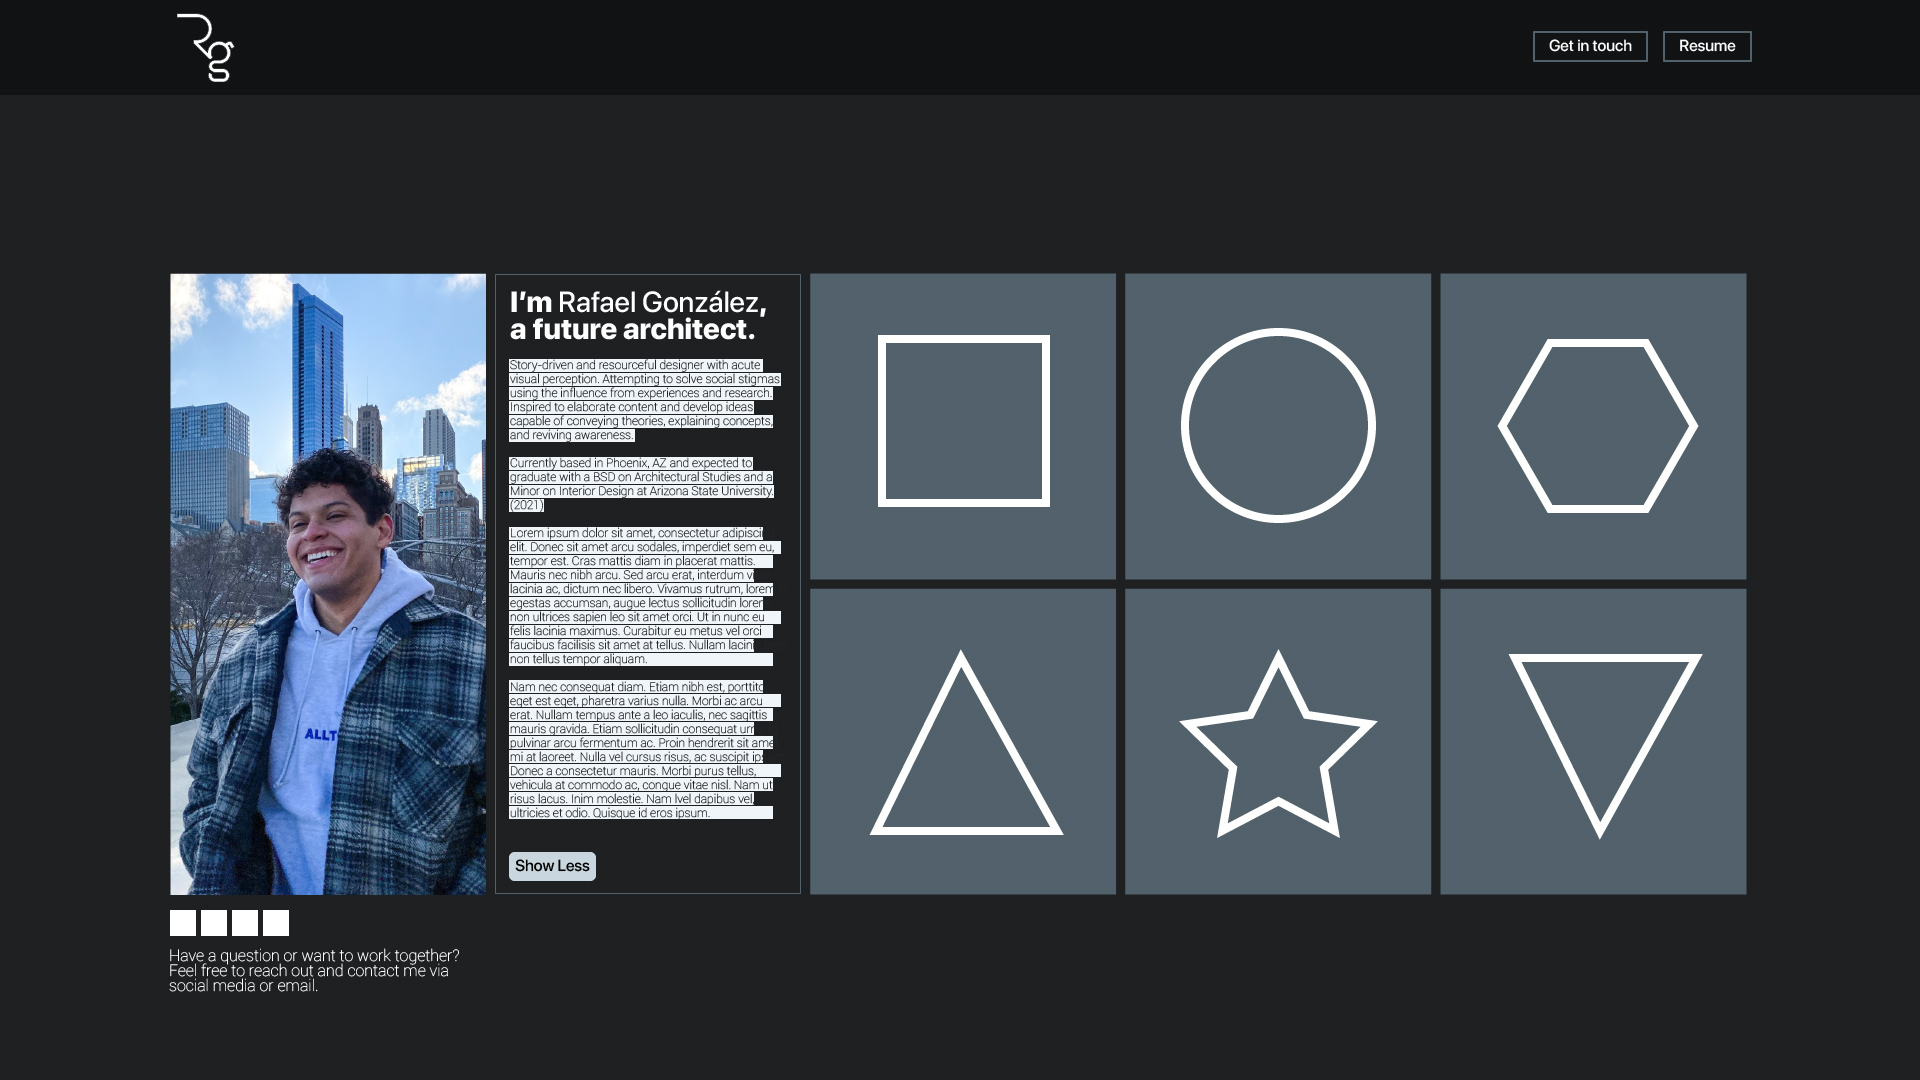 Rg
Get in touch
Resume
I'm Rafael González,
a future architect.
Story-driven and resourceful designer with acute
visual perception. Attempting to solve social stigmas
using the influence from experiences and research.
Inspired to elaborate content and develop ideas
capable of conveying theories, explaining concepts,
and reviving awareness.
Currently based in Phoenix, AZ and expected to
graduate with a BSD on Architectural Studies and a
Minor on Interior Design at Arizona State University.
(2021)
Lorem ipsum dolor sit amet, consectetur
elit. Donec sit amet arcu sodales, imperdiet sem eu,
tempor est. Cras mattis diam in placerat mattis.
Mauris nec nibh arcu. Sed arcu erat, interdum
lacinia ac, dictum nec libero. Vivamus rutrum, lorem
egestas accumsan, augue lectus sollicitudin
non ultrices sapien leo sit amet orci. Ut in nunc eu
felis lacinia maximus. Curabitur eu metus vel orci
faucibus facilisis sit amet at tellus. Nullam
non tellus tempor aliquam.
Nam nec consequat diam. Etiam nibh est,
eget est eget, pharetra varius nulla. Morbi ac arcu
erat. Nullam tempus ante a leo iaculis, nec sagittis
mauris gravida. Etiam sollicitudin consequat
pulvinar arcu fermentum ac. Proin hendrerit sit
mi at laoreet. Nulla vel cursus risus, ac suscipit
Donec a consectetur mauris. Morbi purus tellus,
vehicula at commodo ac, congue vitae nisl. Nam ut
risus lacus. Inim molestie. Nam lvel dapibus vel,
ultricies et odio. Quisque id eros ipsum.
Show Less
ALLT
Have a question or want to work together?
Feel free to reach out and contact me via
social media or email.